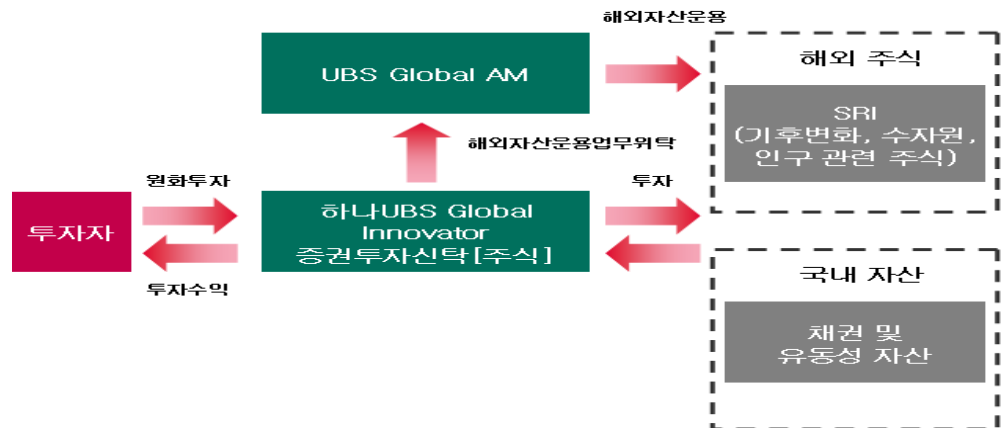 해외자산운용
UBS Global AM
해외 주식
SRI
(기후변화, 수자원,
인구 관련 주식)
해외자산운용업무위탁
원화투자
투자
투자자
하나UBS Global
Innovator
증권투자신탁[주식]
투자수익
국내 자산
채권 및
유동성 자산